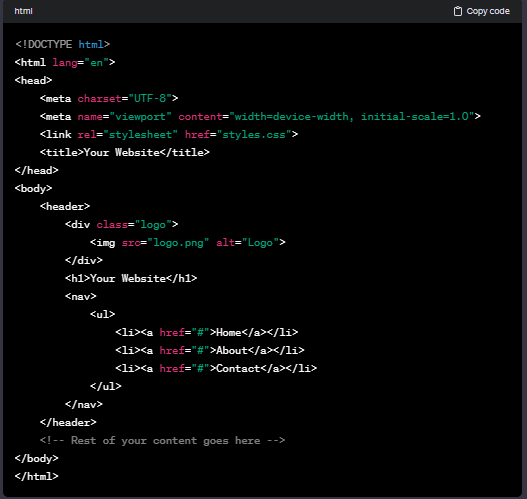 html
Copy code
<!DOCTYPE html>
<html lang="en">
<head>
    <meta charset="UTF-8">
    <meta name="viewport" content="width=device-width, initial-scale=1.0">
    <link rel="stylesheet" href="styles.css">
    <title>Your Website</title>
</head>
<body>
    <header>
        <div class="logo">
            <img src="logo.png" alt="Logo">
        </div>
        <h1>Your Website</h1>
        <nav>
            <ul>
                <li><a href="#">Home</a></li>
                <li><a href="#">About</a></li>
                <li><a href="#">Contact</a></li>
            </ul>
        </nav>
    </header>
    <!-- Rest of your content goes here -->
</body>
</html>